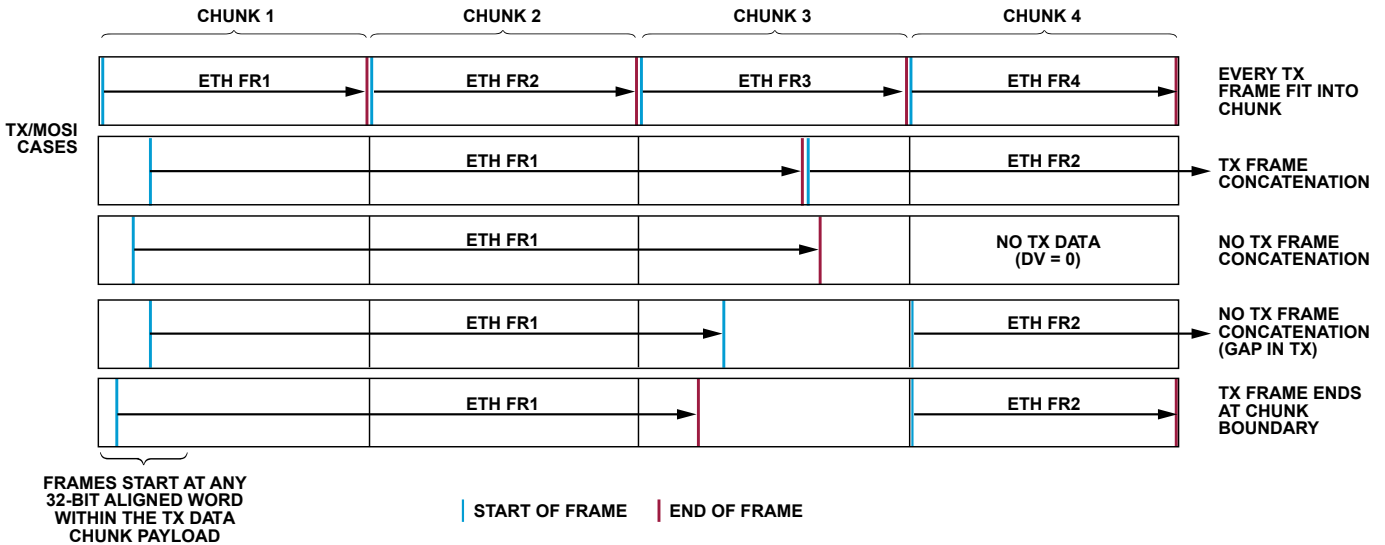 CHUNK 1 CHUNK 2 CHUNK 3 CHUNK 4
TX/MOSI
CASES
ETH FR1 ETH FR2 ETH FR3 ETH FR4
EVERY TX
FRAME FIT INTO
CHUNK
ETH FR1 ETH FR2
TX FRAME
CONCATENATION
ETH FR1
NO TX DATA
(DV = 0)
NO TX FRAME
CONCATENATION
ETH FR1 ETH FR2
NO TX FRAME
CONCATENATION
(GAP IN TX)
ETH FR1 ETH FR2
TX FRAME ENDS
AT CHUNK
BOUNDARY
FRAMES START AT ANY
32-BIT ALIGNED WORD
WITHIN THE TX DATA
CHUNK PAYLOAD
START OF FRAME END OF FRAME